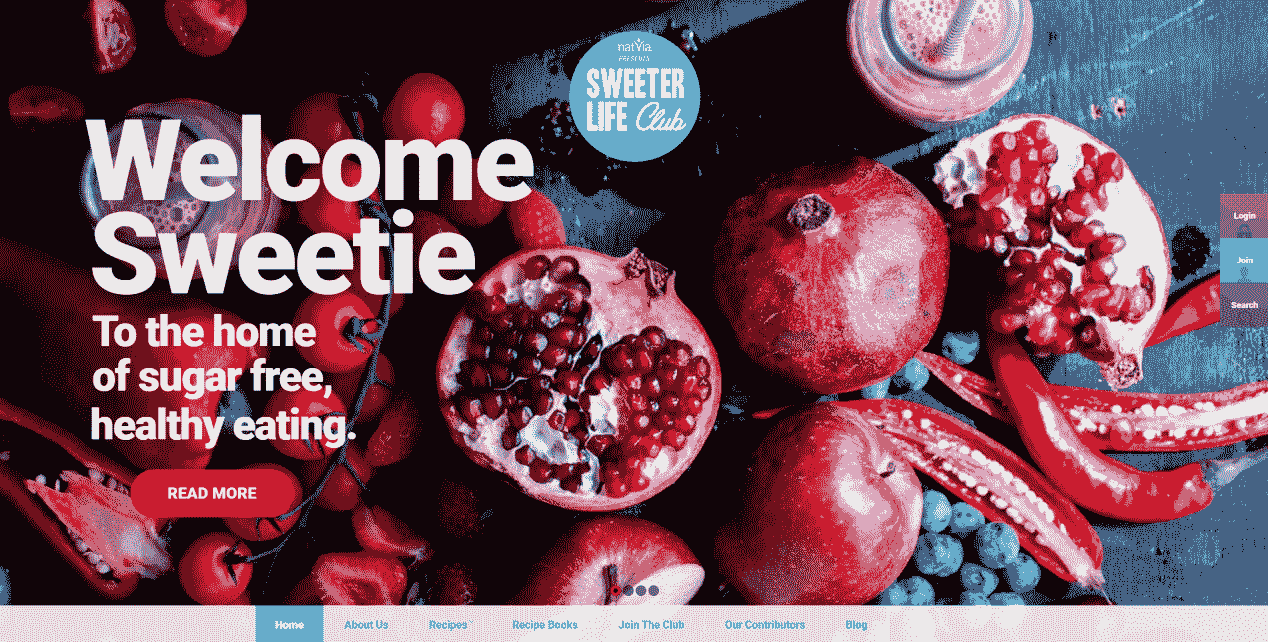 natvia
PRESENTS
SWEETER
LIFE Club
Welcome
Sweetie
To the home
of sugar free,
healthy eating.
READ MORE
Login
Join
Search
Home About Us Recipes Recipe Books Join The Club Our Contributors Blog